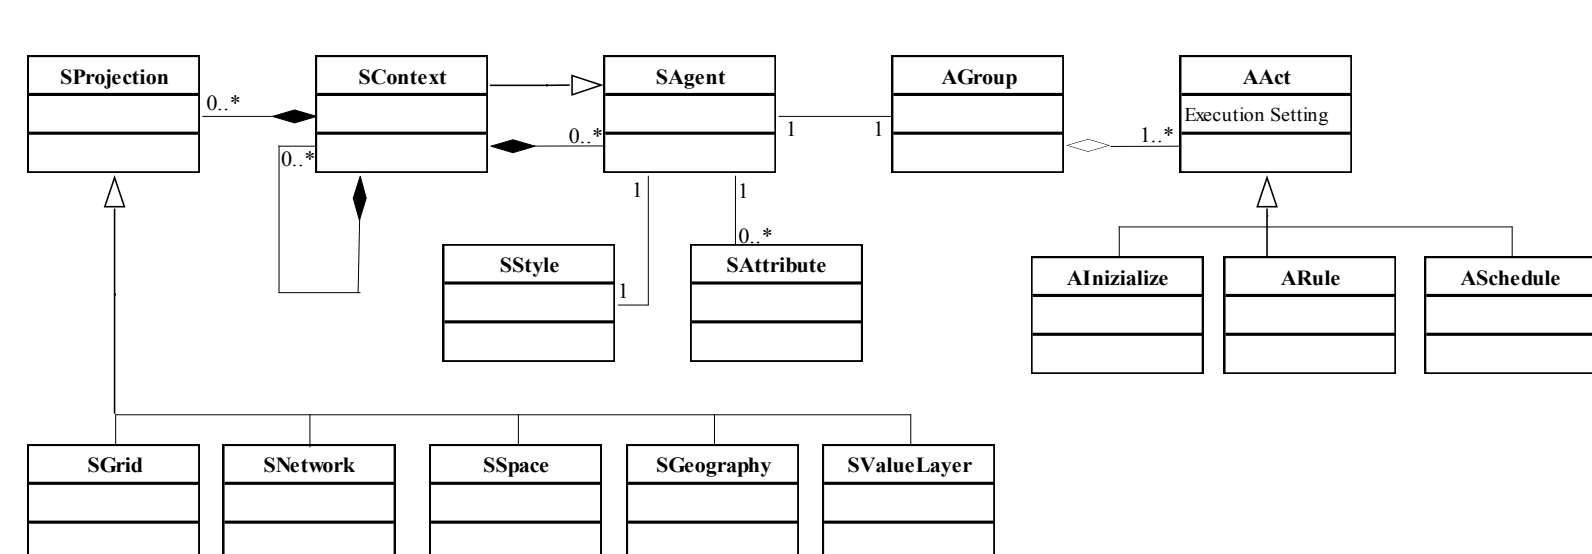 SProjection
SContext
SAgent
AGroup
AAct
0..*
Execution Setting
1
1
0..*
1..*
0..*
1
1
0..*
SStyle
SAttribute
1
AInizialize
ARule
ASchedule
SGrid
SNetwork
SSpace
SGeography
SValueLayer